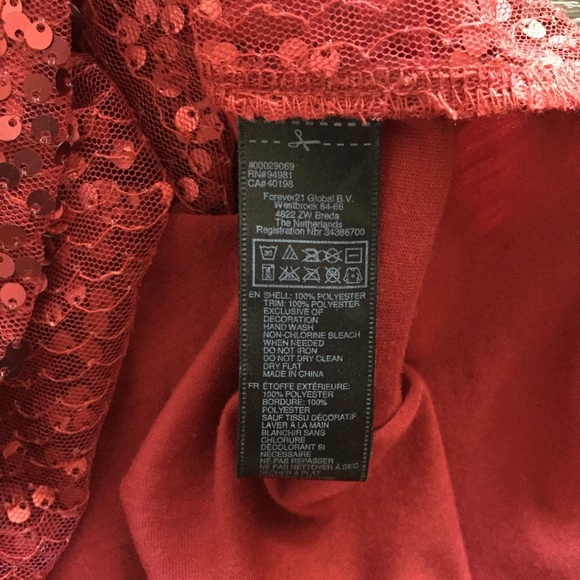 #00029069
RN#94981
CA# 40198
Forever21 Global B.V.
Westbroek 64-66
4822 ZW Breda
The Netherlands
Registration Nbr 34386700
EN SHELL: 100% POLYESTER
TRIM: 100% POLYESTER
EXCLUSIVE OF
DECORATION
HAND WASH
NON-CHLORINE BLEACH
WHEN NEEDED
DO NOT IRON
DO NOT DRY CLEAN
DRY FLAT
MADE IN CHINA
FR ÉTOFFE EXTÉRIEURE:
100% POLYESTER
BORDURE: 100%
POLYESTER
SAUF TISSU DÉCORATIF
LAVER À LA MAIN
BLANCHIR SANS
CHLORURE
DÉCOLORANT SI
NÉCESSAIRE
NE PAS REPASSER
NE PAS NETTOYER À SEC
SÉCHER À PLAT